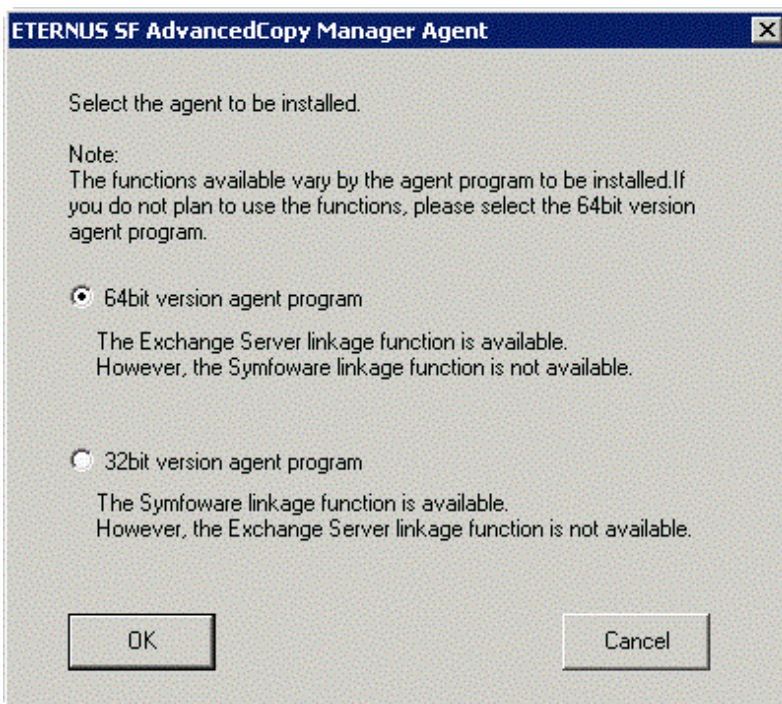 ETERNUS SF AdvancedCopy Manager Agent
Select the agent to be installed.
Note:
The functions available vary by the agent program to be installed.If
you do not plan to use the functions, please select the 64bit version
agent program.
64bit version agent program
The Exchange Server linkage function is available.
However, the Symfoware linkage function is not available.
32bit version agent program
The Symfoware linkage function is available.
However, the Exchange Server linkage function is not available.
OK
Cancel